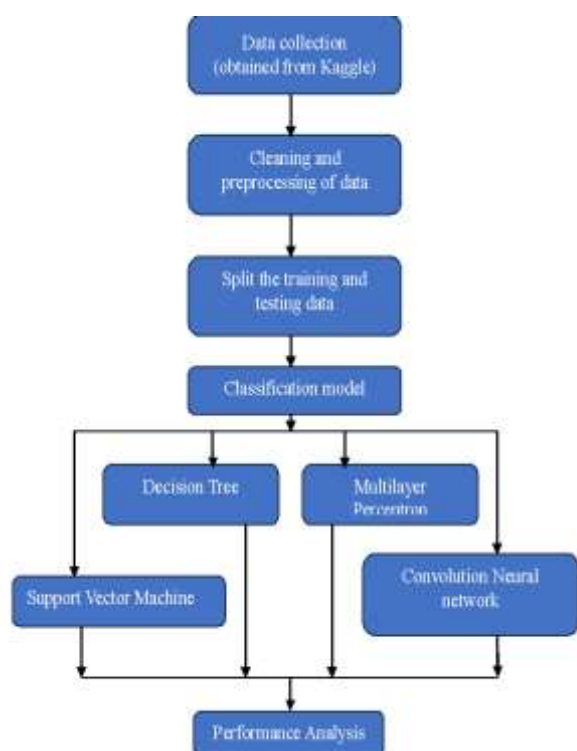 Data collection
(obtained from Kaggle)
Cleaning and
preprocessing of data
Split the training and
testing data
Classification model
Decision Tree
Multilayer
Perceptron
Support Vector Machine
Convolution Neural
network
Performance Analysis